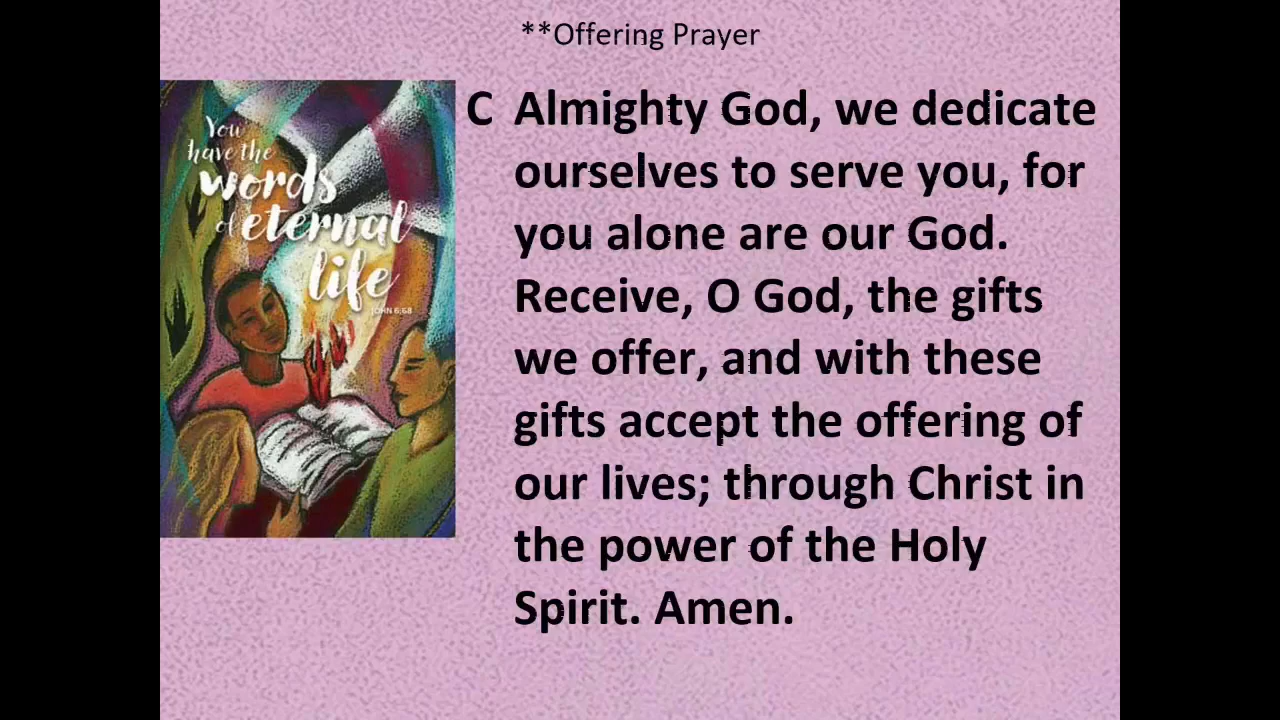 **Offering Prayer
You
have the
words
of eternal
life
JOHN 6:68
C Almighty God, we dedicate
ourselves to serve you, for
you alone are our God.
Receive, O God, the gifts
we offer, and with these
gifts accept the offering of
our lives; through Christ in
the power of the Holy
Spirit. Amen.